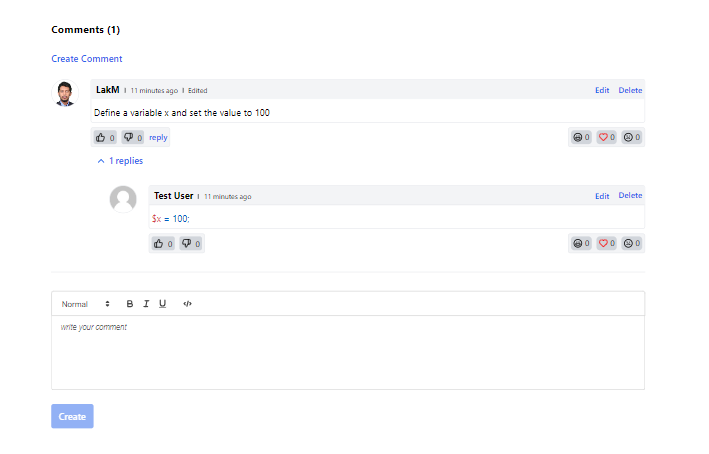 Comments (1)
Create Comment
LakM | 11 minutes ago | Edited Edit Delete
Define a variable x and set the value to 100
0 0 reply 0 0 0
1 replies
Test User | 11 minutes ago Edit Delete
$x = 100;
0 0 0 0 0
Normal B I U </>
write your comment
Create